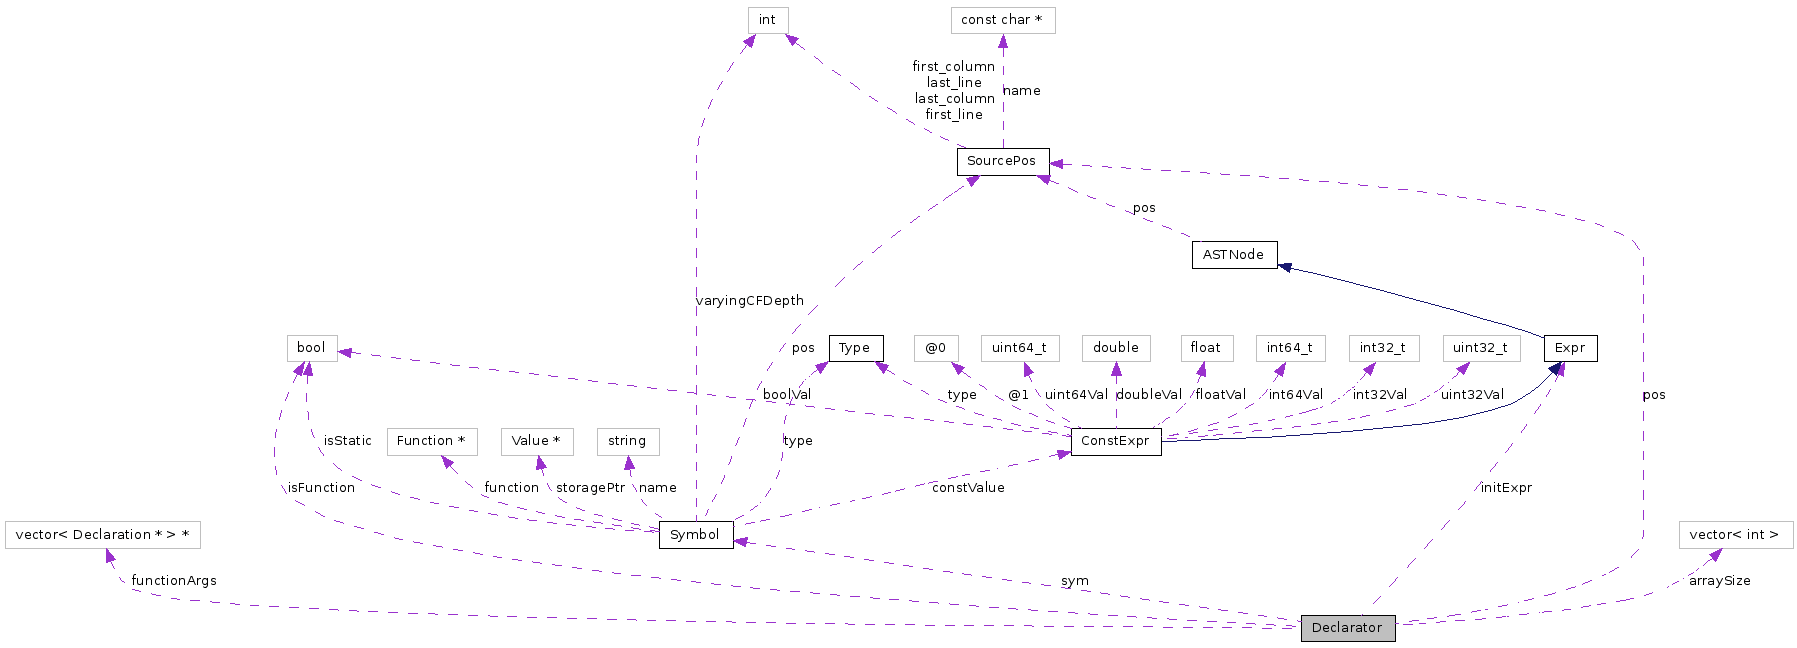 int
const char *
first_column
last_line
last_column
first_line
name
SourcePos
pos
ASTNode
varyingCFDepth
bool
pos
Type
@0
uint64_t
double
float
int64_t
int32_t
uint32_t
Expr
boolVal
type
@1
uint64Val
doubleVal
floatVal
int64Val
int32Val
uint32Val
pos
isStatic
Function *
Value *
string
type
ConstExpr
isFunction
function
storagePtr
name
constValue
initExpr
vector< Declaration * > *
Symbol
vector< int >
functionArgs
sym
arraySize
Declarator